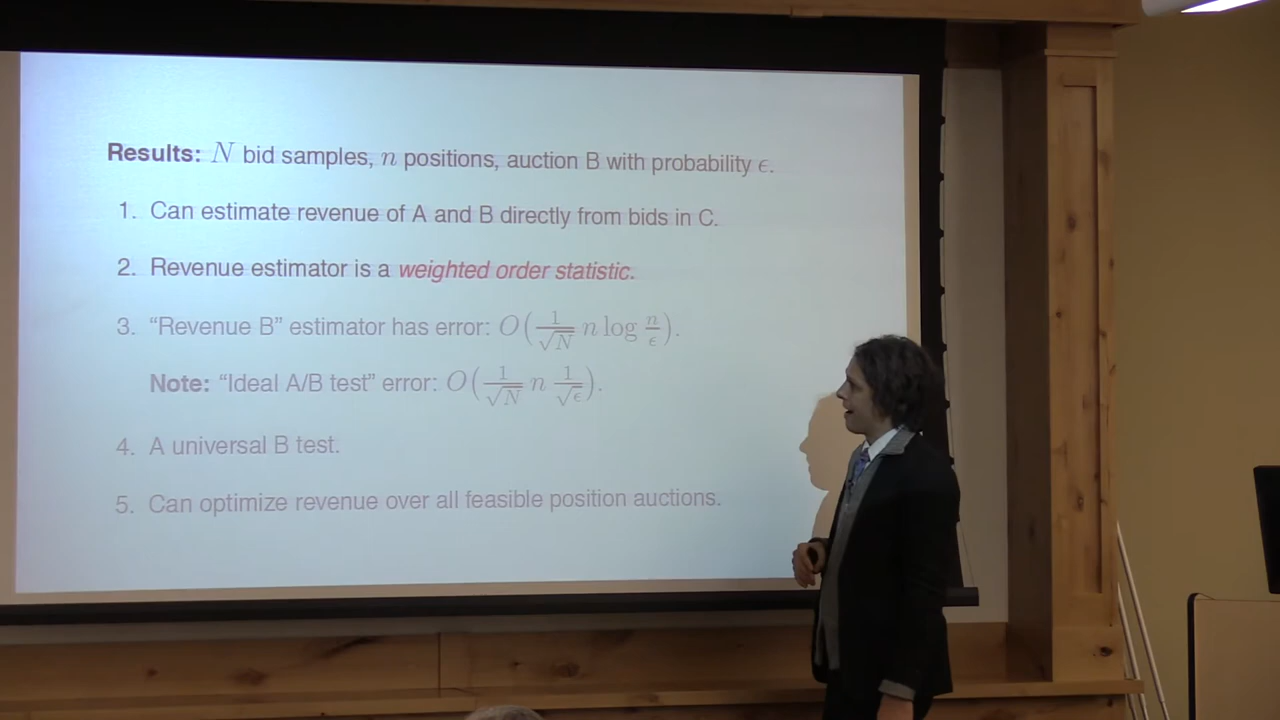 Results: N bid samples, n positions, auction B with probability ϵ.
1. Can estimate revenue of A and B directly from bids in C.
2. Revenue estimator is a weighted order statistic.
3. “Revenue B” estimator has error: O(1/√N n log n/ϵ).
Note: “Ideal A/B test” error: O(1/√N n 1/√ϵ).
4. A universal B test.
5. Can optimize revenue over all feasible position auctions.